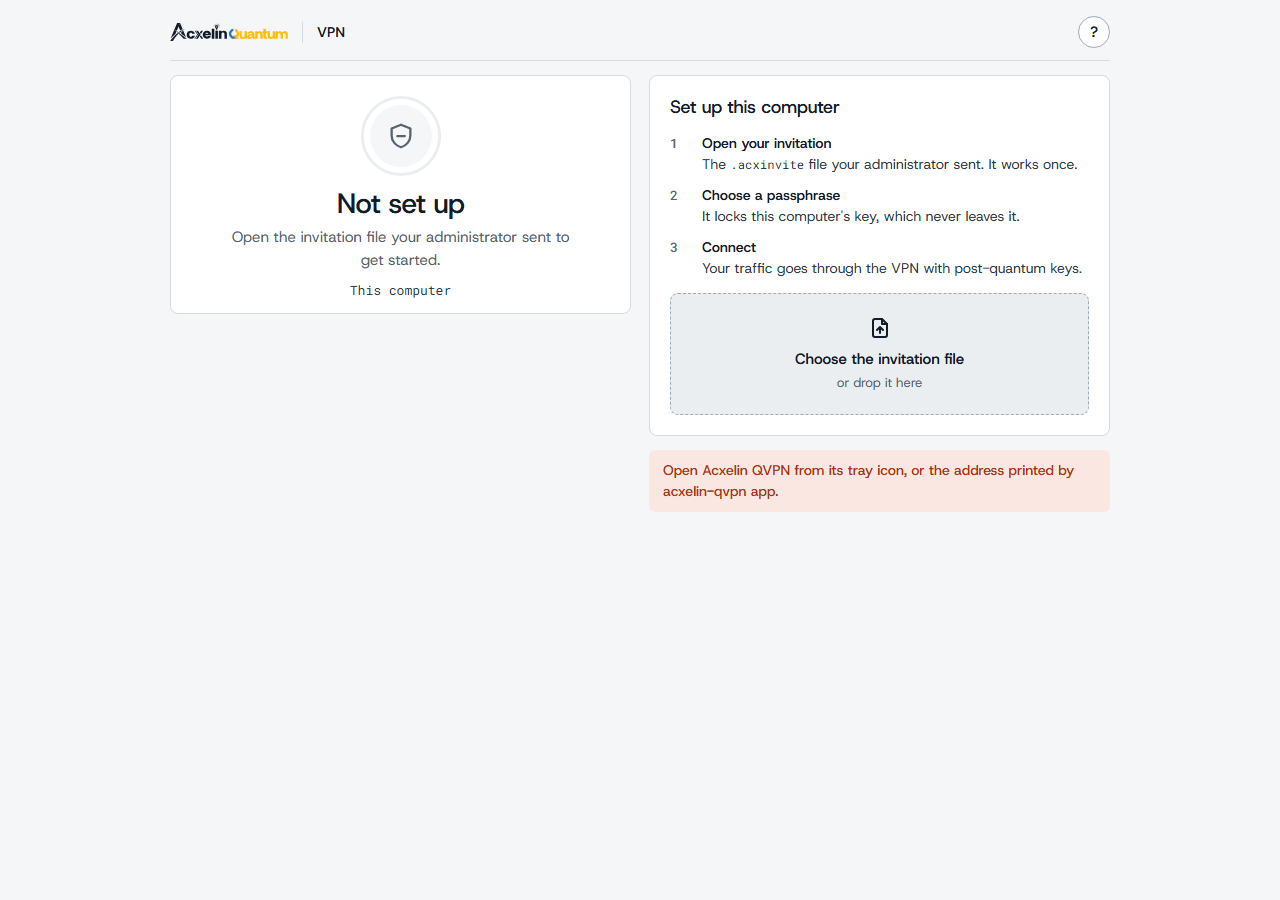 Acxelin Quantum
VPN
?
Not set up
Open the invitation file your administrator sent to
get started.
This computer
Set up this computer
1 Open your invitation
The .acxinvite file your administrator sent. It works once.
2 Choose a passphrase
It locks this computer's key, which never leaves it.
3 Connect
Your traffic goes through the VPN with post-quantum keys.
Choose the invitation file
or drop it here
Open Acxelin QVPN from its tray icon, or the address printed by
acxelin-qvpn app.